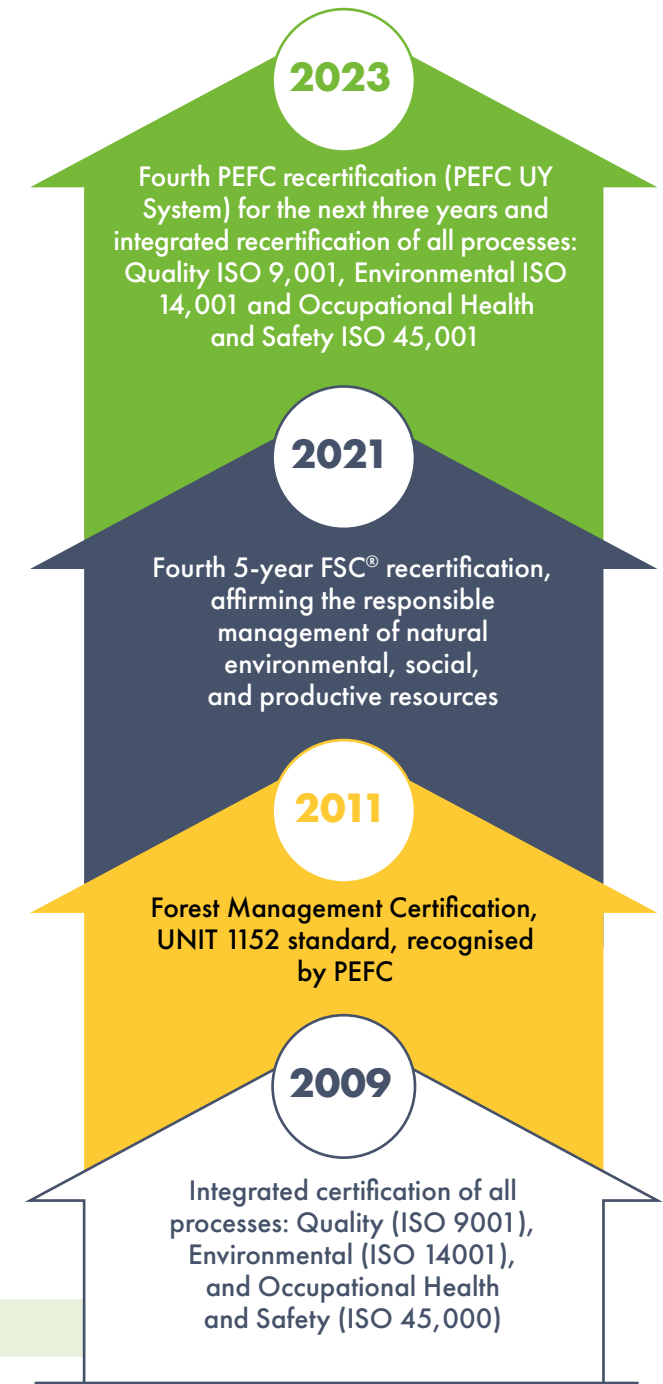 2023
Fourth PEFC recertification (PEFC UY
System) for the next three years and
integrated recertification of all processes:
Quality ISO 9,001, Environmental ISO
14,001 and Occupational Health
and Safety ISO 45,001
2021
Fourth 5-year FSC® recertification,
affirming the responsible
management of natural
environmental, social,
and productive resources
2011
Forest Management Certification,
UNIT 1152 standard, recognised
by PEFC
2009
Integrated certification of all
processes: Quality (ISO 9001),
Environmental (ISO 14001),
and Occupational Health
and Safety (ISO 45,000)